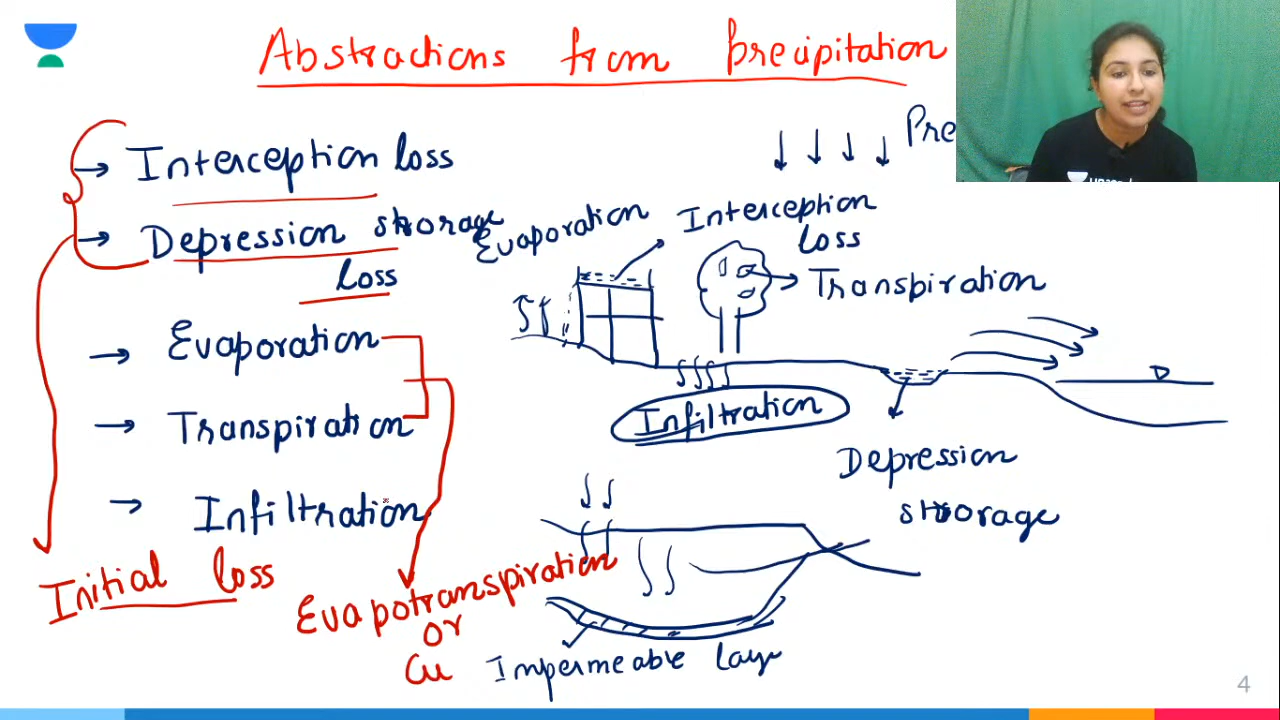 Abstractions from Precipitation
→ Interception loss
→ Depression storage
loss
→ Evaporation
→ Transpiration
→ Infiltration
Initial loss
Evapotranspiration
or
Cu
Pre
Evaporation
Interception
loss
Transpiration
Infiltration
Depression
storage
Impermeable layer
4